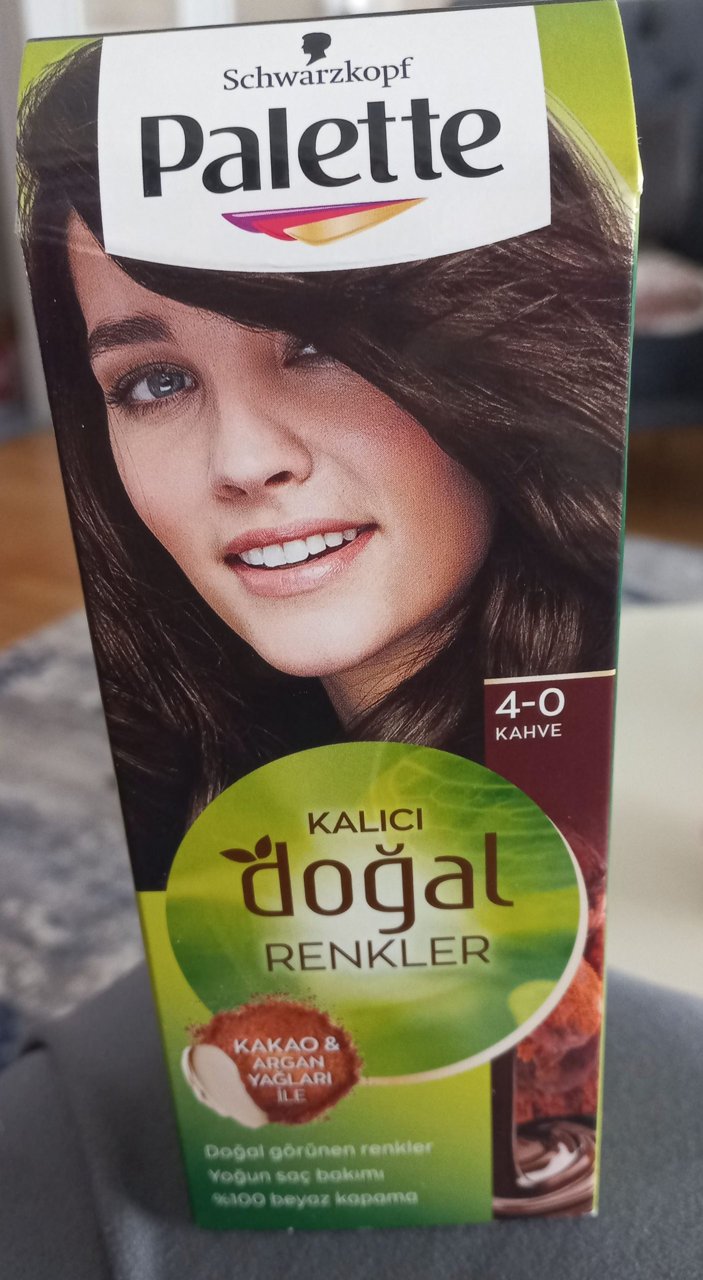 Schwarzkopf
Palette
4-0
KAHVE
KALICI
doğal
RENKLER
KAKAO &
ARGAN
YAĞLARI
İLE
Doğal görünen renkler
Yoğun saç bakımı
%100 beyaz kapama